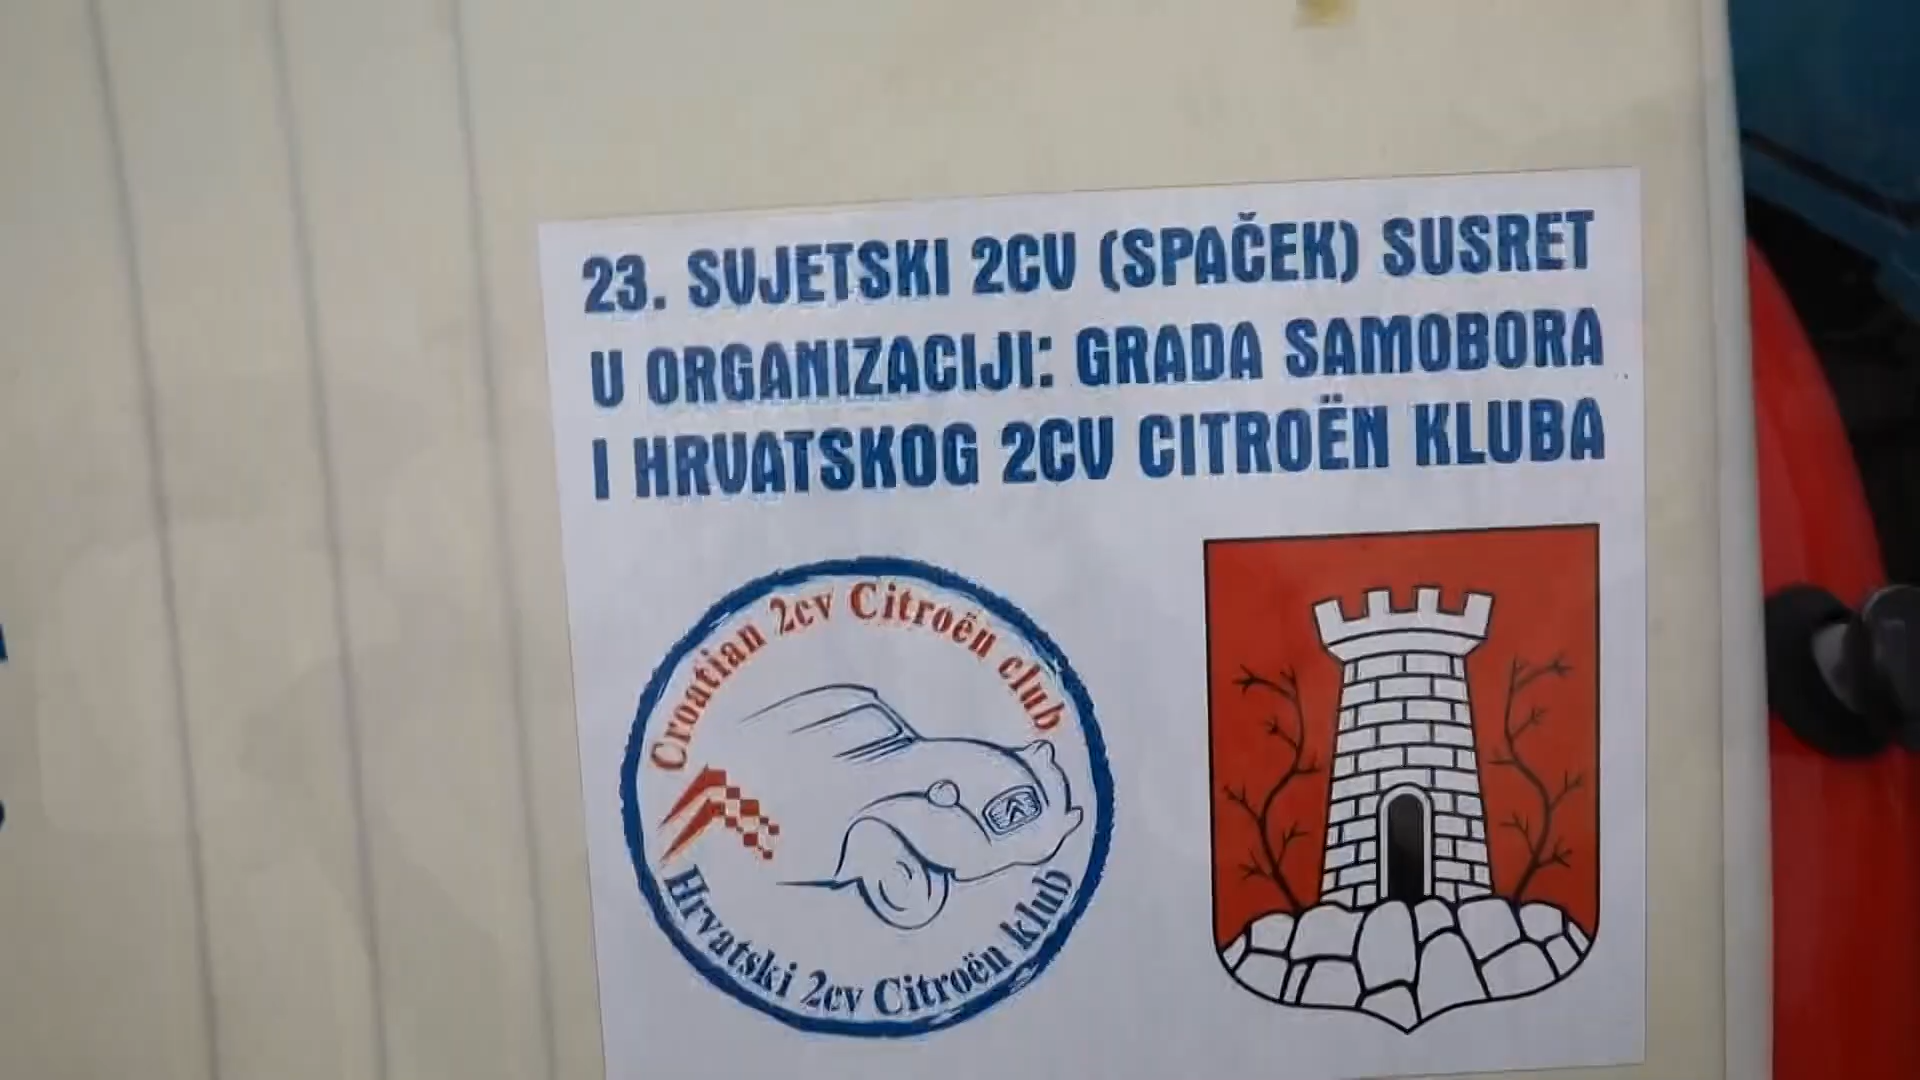 23. SVJETSKI 2CV (SPAČEK) SUSRET
U ORGANIZACIJI: GRADA SAMOBORA
I HRVATSKOG 2CV CITROËN KLUBA
Croatian 2cv Citroën club
Hrvatski 2cv Citroën klub